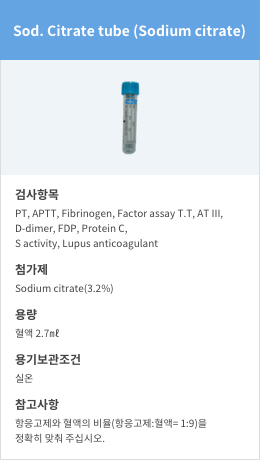 Sod. Citrate tube (Sodium citrate)
검사항목
PT, APTT, Fibrinogen, Factor assay T.T, AT III,
D-dimer, FDP, Protein C,
S activity, Lupus anticoagulant
첨가제
Sodium citrate(3.2%)
용량
혈액 2.7㎖
용기보관조건
실온
참고사항
항응고제와 혈액의 비율(항응고제:혈액= 1:9)을
정확히 맞춰 주십시오.